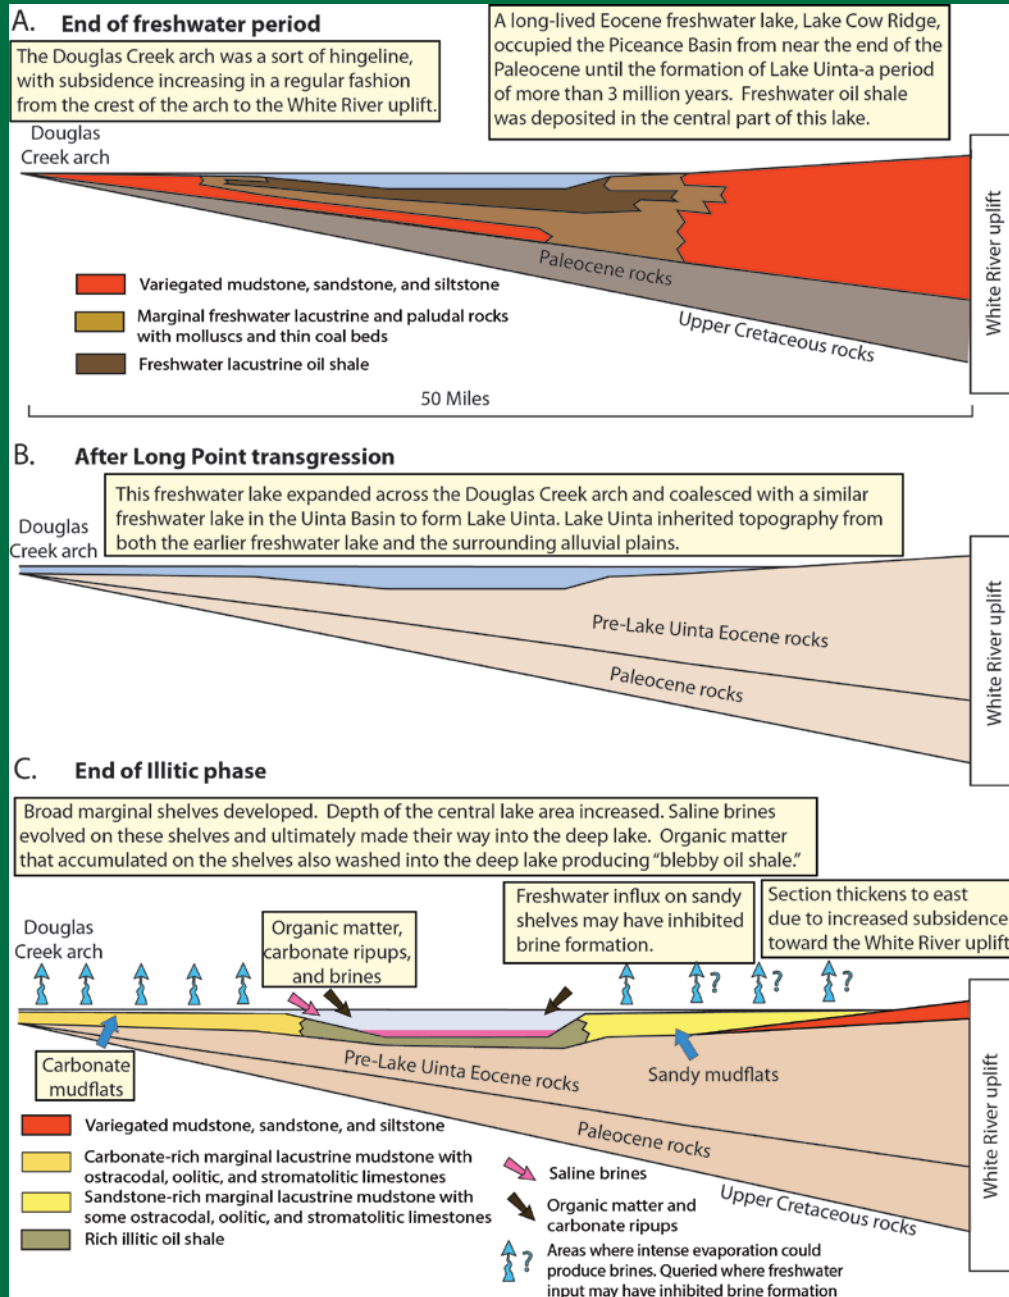 A. End of freshwater period
The Douglas Creek arch was a sort of hingeline,
with subsidence increasing in a regular fashion
from the crest of the arch to the White River uplift.
A long-lived Eocene freshwater lake, Lake Cow Ridge,
occupied the Piceance Basin from near the end of the
Paleocene until the formation of Lake Uinta-a period
of more than 3 million years. Freshwater oil shale
was deposited in the central part of this lake.
Douglas
Creek arch
White River uplift
Paleocene rocks
Upper Cretaceous rocks
Variegated mudstone, sandstone, and siltstone
Marginal freshwater lacustrine and paludal rocks
with molluscs and thin coal beds
Freshwater lacustrine oil shale
50 Miles
B. After Long Point transgression
This freshwater lake expanded across the Douglas Creek arch and coalesced with a similar
freshwater lake in the Uinta Basin to form Lake Uinta. Lake Uinta inherited topography from
both the earlier freshwater lake and the surrounding alluvial plains.
Douglas
Creek arch
White River uplift
Pre-Lake Uinta Eocene rocks
Paleocene rocks
C. End of Illitic phase
Broad marginal shelves developed. Depth of the central lake area increased. Saline brines
evolved on these shelves and ultimately made their way into the deep lake. Organic matter
that accumulated on the shelves also washed into the deep lake producing "blebby oil shale."
Freshwater influx on sandy
shelves may have inhibited
brine formation.
Section thickens to east
due to increased subsidence
toward the White River uplift
Organic matter,
carbonate ripups,
and brines
Douglas
Creek arch
? ? ?
White River uplift
Carbonate
mudflats
Pre-Lake Uinta Eocene rocks
Sandy mudflats
Paleocene rocks
Upper Cretaceous rocks
Variegated mudstone, sandstone, and siltstone
Carbonate-rich marginal lacustrine mudstone with
ostracodal, oolitic, and stromatolitic limestones
Sandstone-rich marginal lacustrine mudstone with
some ostracodal, oolitic, and stromatolitic limestones
Rich illitic oil shale
Saline brines
Organic matter and
carbonate ripups
? Areas where intense evaporation could
produce brines. Queried where freshwater
input may have inhibited brine formation